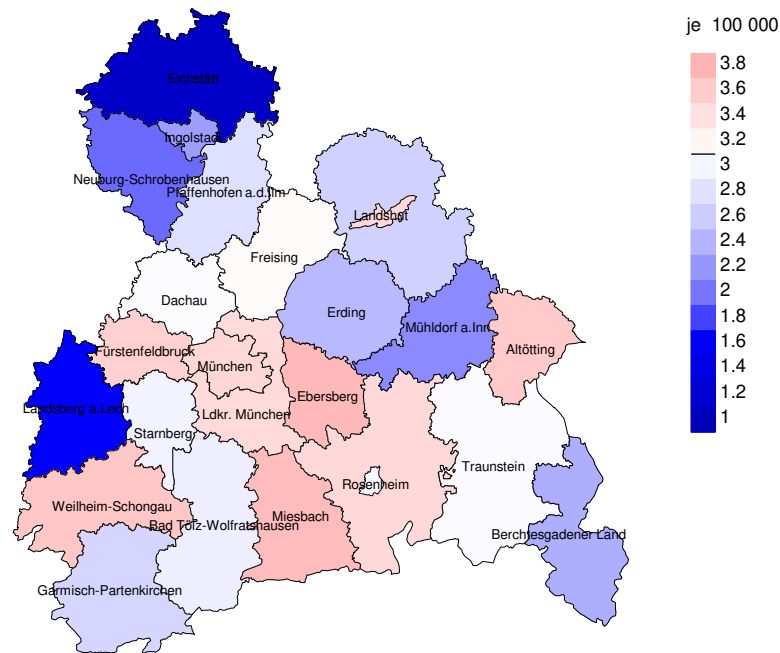 je 100 000
3.8
3.6
3.4
3.2
3
2.8
2.6
2.4
2.2
2
1.8
1.6
1.4
1.2
1
Eichstätt
Ingolstadt
Neuburg-Schrobenhausen
Pfaffenhofen a.d.Ilm
Landshut
Freising
Dachau
Erding
Mühldorf a.Inn
Altötting
Fürstenfeldbruck
München
Ebersberg
Landsberg a.Lech
Ldkr. München
Starnberg
Traunstein
Rosenheim
Weilheim-Schongau
Miesbach
Bad Tölz-Wolfratshausen
Berchtesgadener Land
Garmisch-Partenkirchen